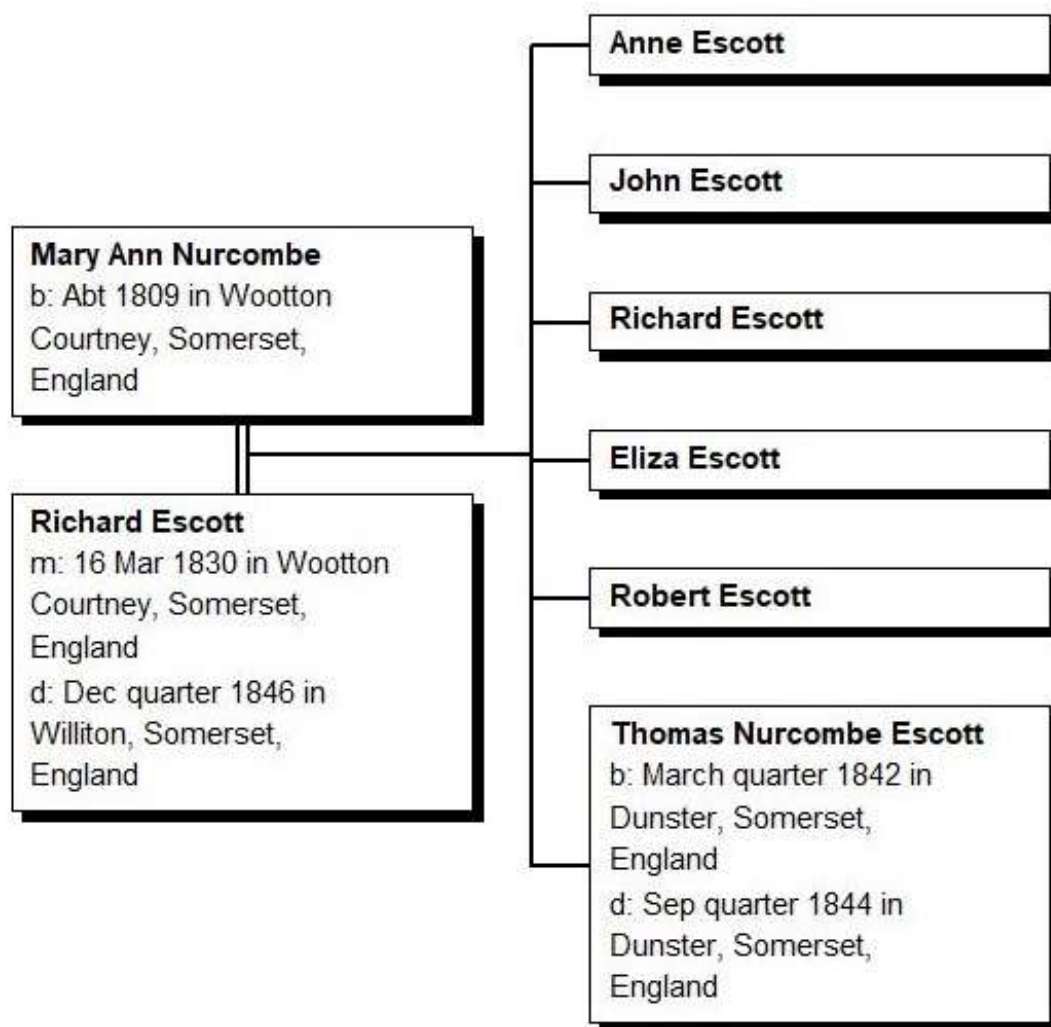 Mary Ann Nurcombe
b: Abt 1809 in Wootton
Courtney, Somerset,
England
Richard Escott
m: 16 Mar 1830 in Wootton
Courtney, Somerset,
England
d: Dec quarter 1846 in
Williton, Somerset,
England
Anne Escott
John Escott
Richard Escott
Eliza Escott
Robert Escott
Thomas Nurcombe Escott
b: March quarter 1842 in
Dunster, Somerset,
England
d: Sep quarter 1844 in
Dunster, Somerset,
England